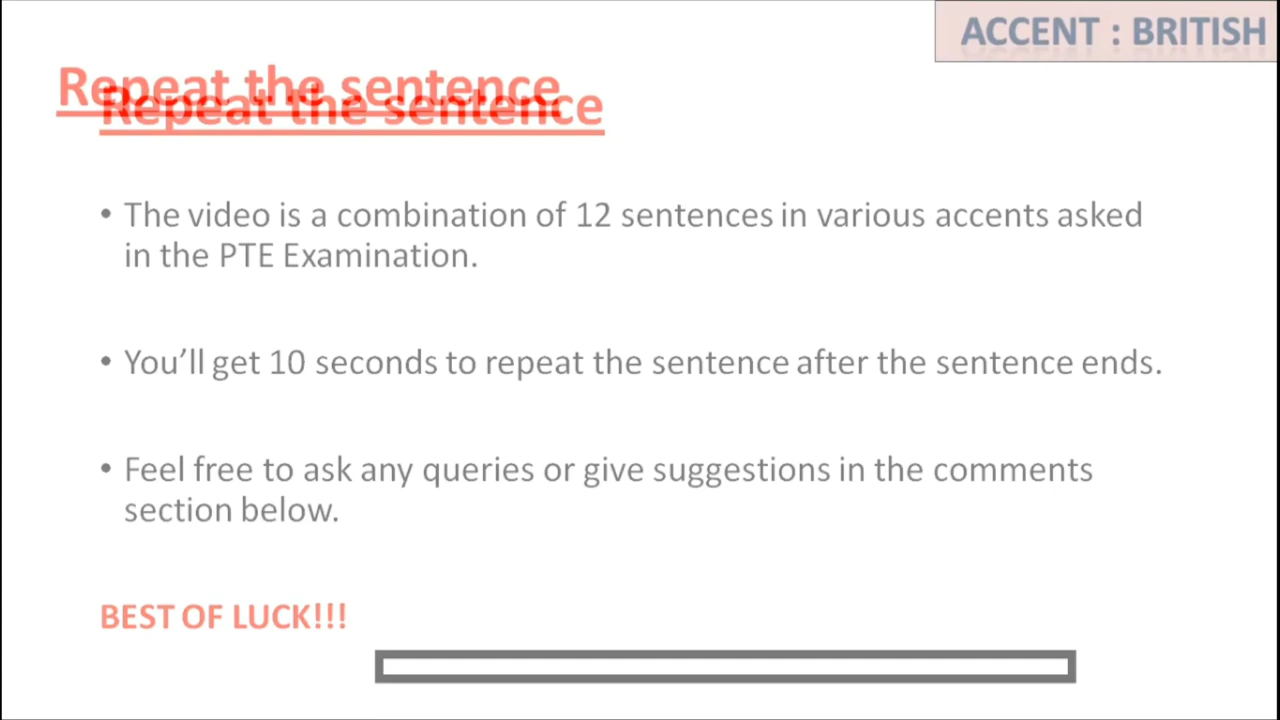 ACCENT : BRITISH
Repeat the sentence
Repeat the sentence
• The video is a combination of 12 sentences in various accents asked
in the PTE Examination.
• You’ll get 10 seconds to repeat the sentence after the sentence ends.
• Feel free to ask any queries or give suggestions in the comments
section below.
BEST OF LUCK!!!